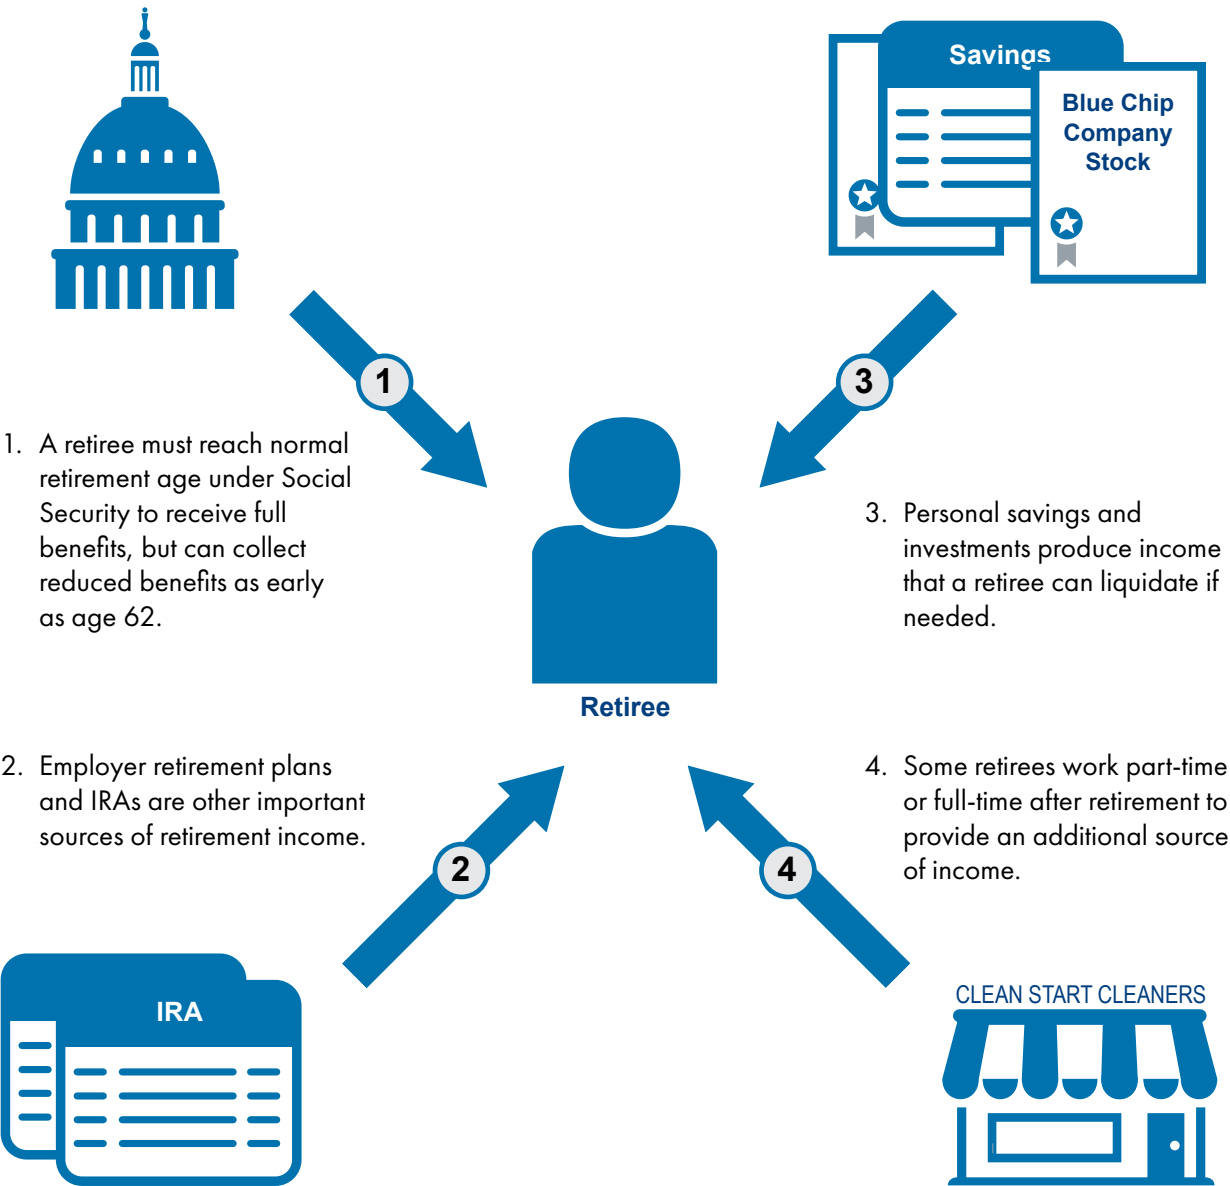 Savings
Blue Chip
Company
Stock
1
3
1. A retiree must reach normal
retirement age under Social
Security to receive full
benefits, but can collect
reduced benefits as early
as age 62.
3. Personal savings and
investments produce income
that a retiree can liquidate if
needed.
Retiree
2. Employer retirement plans
and IRAs are other important
sources of retirement income.
4. Some retirees work part-time
or full-time after retirement to
provide an additional source
of income.
2
4
IRA
CLEAN START CLEANERS